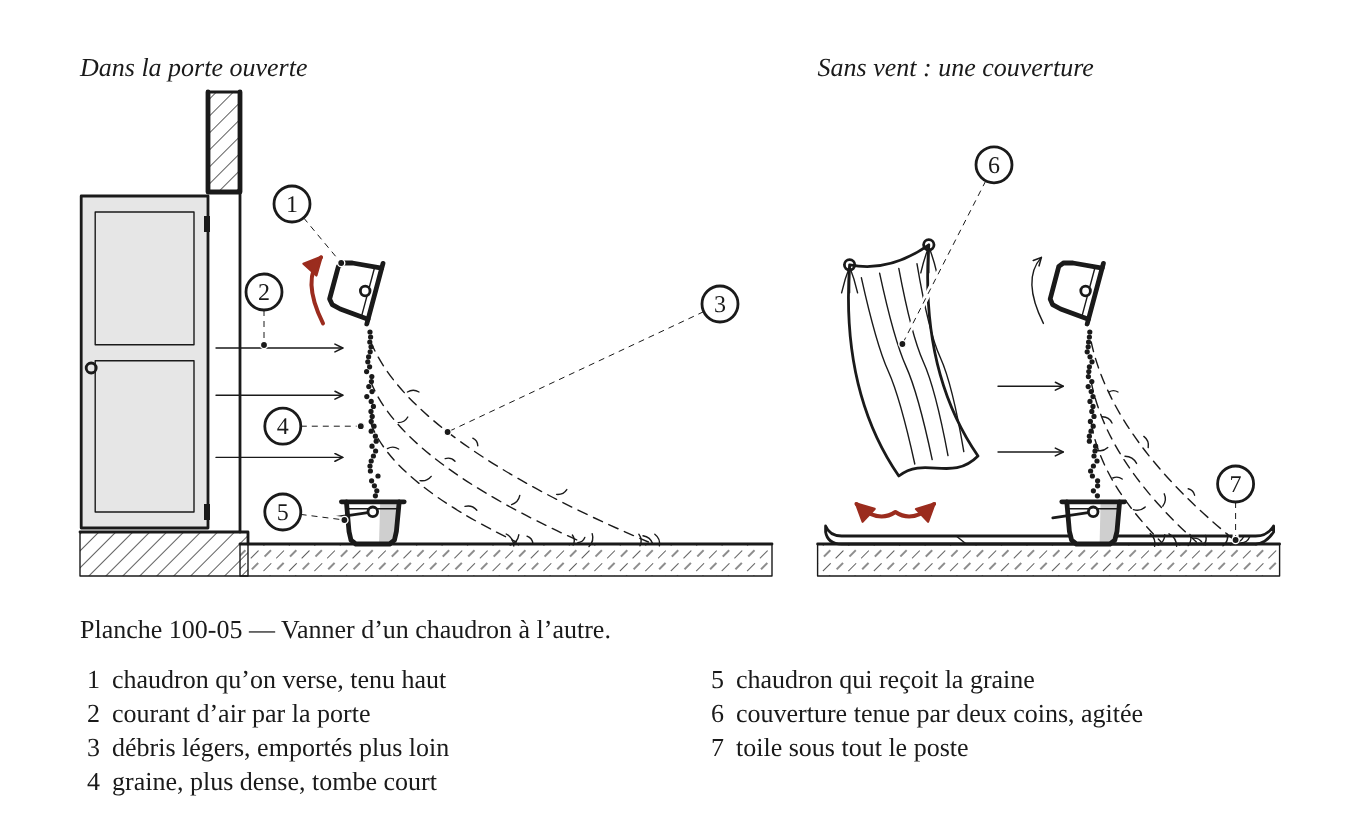 Dans la porte ouverte
Sans vent : une couverture
1
2
3
4
5
6
7
Planche 100-05 — Vanner d’un chaudron à l’autre.
1 chaudron qu’on verse, tenu haut
2 courant d’air par la porte
3 débris légers, emportés plus loin
4 graine, plus dense, tombe court
5 chaudron qui reçoit la graine
6 couverture tenue par deux coins, agitée
7 toile sous tout le poste